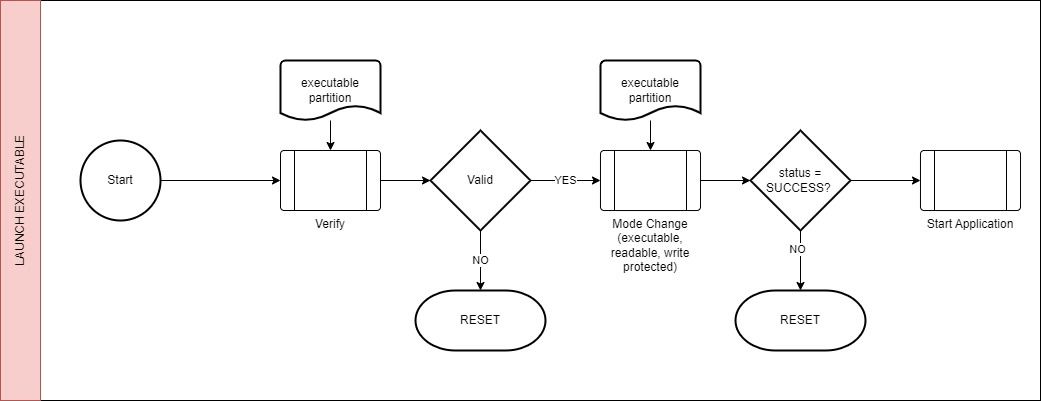 LAUNCH EXECUTABLE
Start
executable
partition
Verify
Valid
YES
NO
RESET
executable
partition
Mode Change
(executable,
readable, write
protected)
status =
SUCCESS?
NO
RESET
Start Application